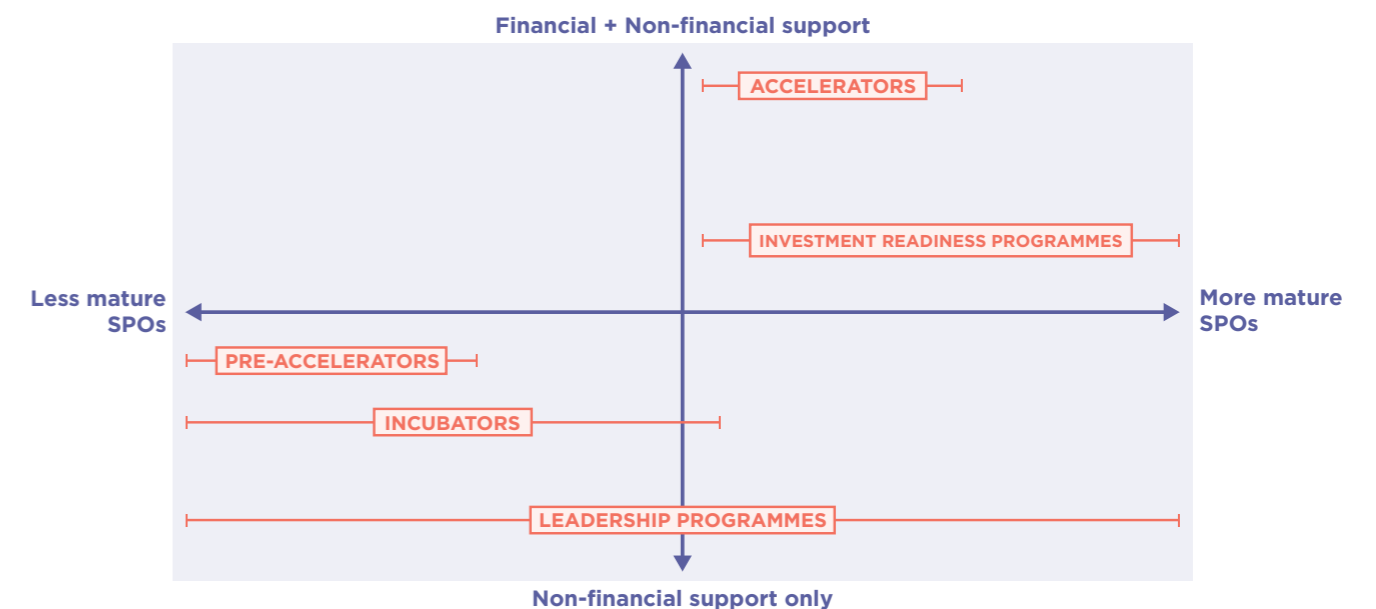 Financial + Non-financial support
ACCELERATORS
INVESTMENT READINESS PROGRAMMES
Less mature
SPOs
More mature
SPOs
PRE-ACCELERATORS
INCUBATORS
LEADERSHIP PROGRAMMES
Non-financial support only